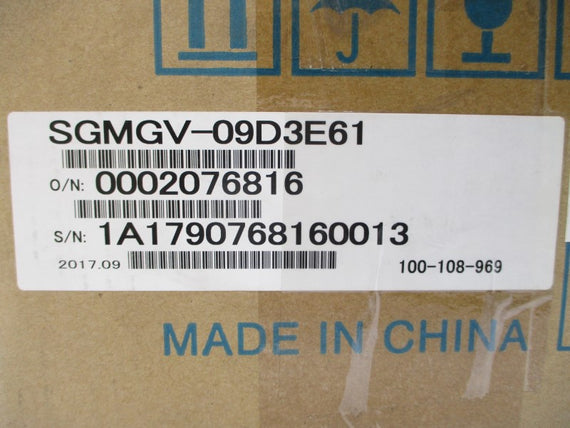 SGMGV-09D3E61
O/N: 0002076816
S/N: 1A1790768160013
2017.09 100-108-969
MADE IN CHINA